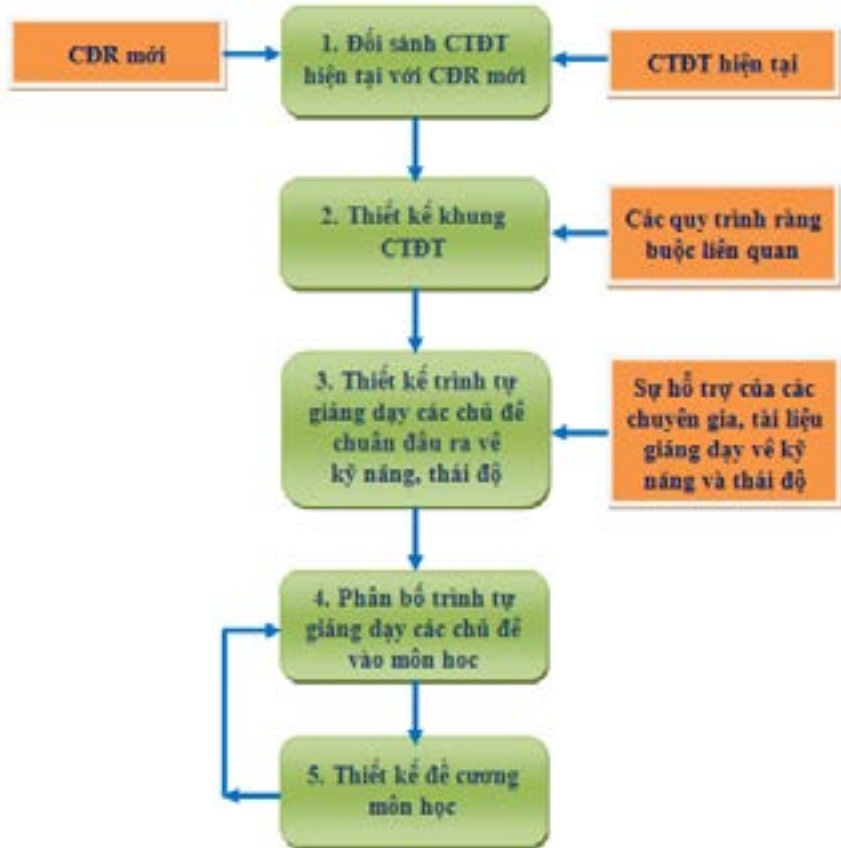 CĐR mới
1. Đối sánh CTĐT
hiện tại với CĐR mới
CTĐT hiện tại
2. Thiết kế khung
CTĐT
Các quy trình ràng
buộc liên quan
3. Thiết kế trình tự
giảng dạy các chủ đề
chuẩn đầu ra về
kỹ năng, thái độ
Sự hỗ trợ của các
chuyên gia, tài liệu
giảng dạy về kỹ
năng và thái độ
4. Phân bố trình tự
giảng dạy các chủ đề
vào môn học
5. Thiết kế đề cương
môn học